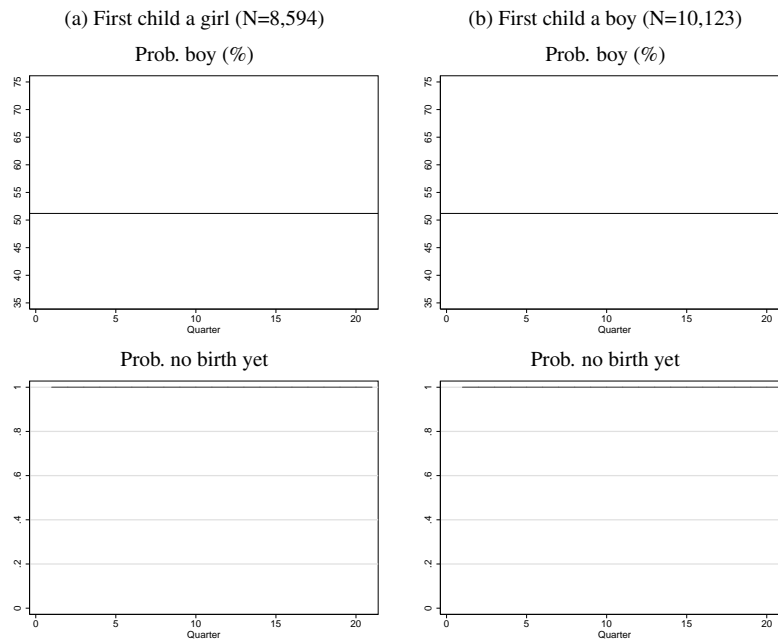 (a) First child a girl (N=8,594)
(b) First child a boy (N=10,123)
Prob. boy (%)
Prob. boy (%)
75
70
65
60
55
50
45
40
35
0 5 10 15 20
Quarter
75
70
65
60
55
50
45
40
35
0 5 10 15 20
Quarter
Prob. no birth yet
Prob. no birth yet
1
.8
.6
.4
.2
0
0 5 10 15 20
Quarter
1
.8
.6
.4
.2
0
0 5 10 15 20
Quarter